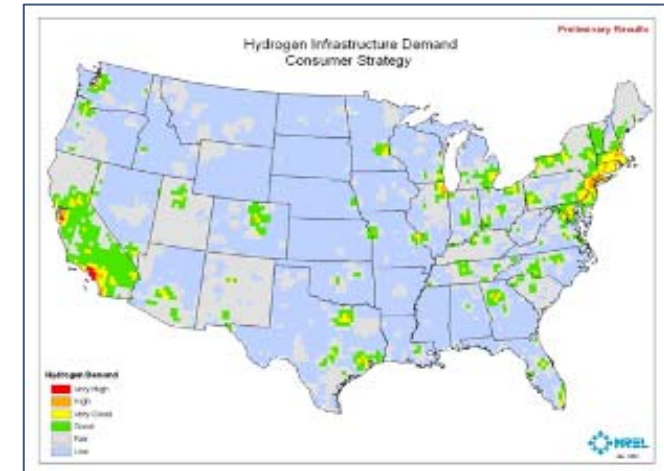 Preliminary Results
Hydrogen Infrastructure Demand
Consumer Strategy
Hydrogen Demand
Very High
High
Very Good
Good
Fair
Low
NREL